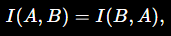 I(A, B) = I(B, A),